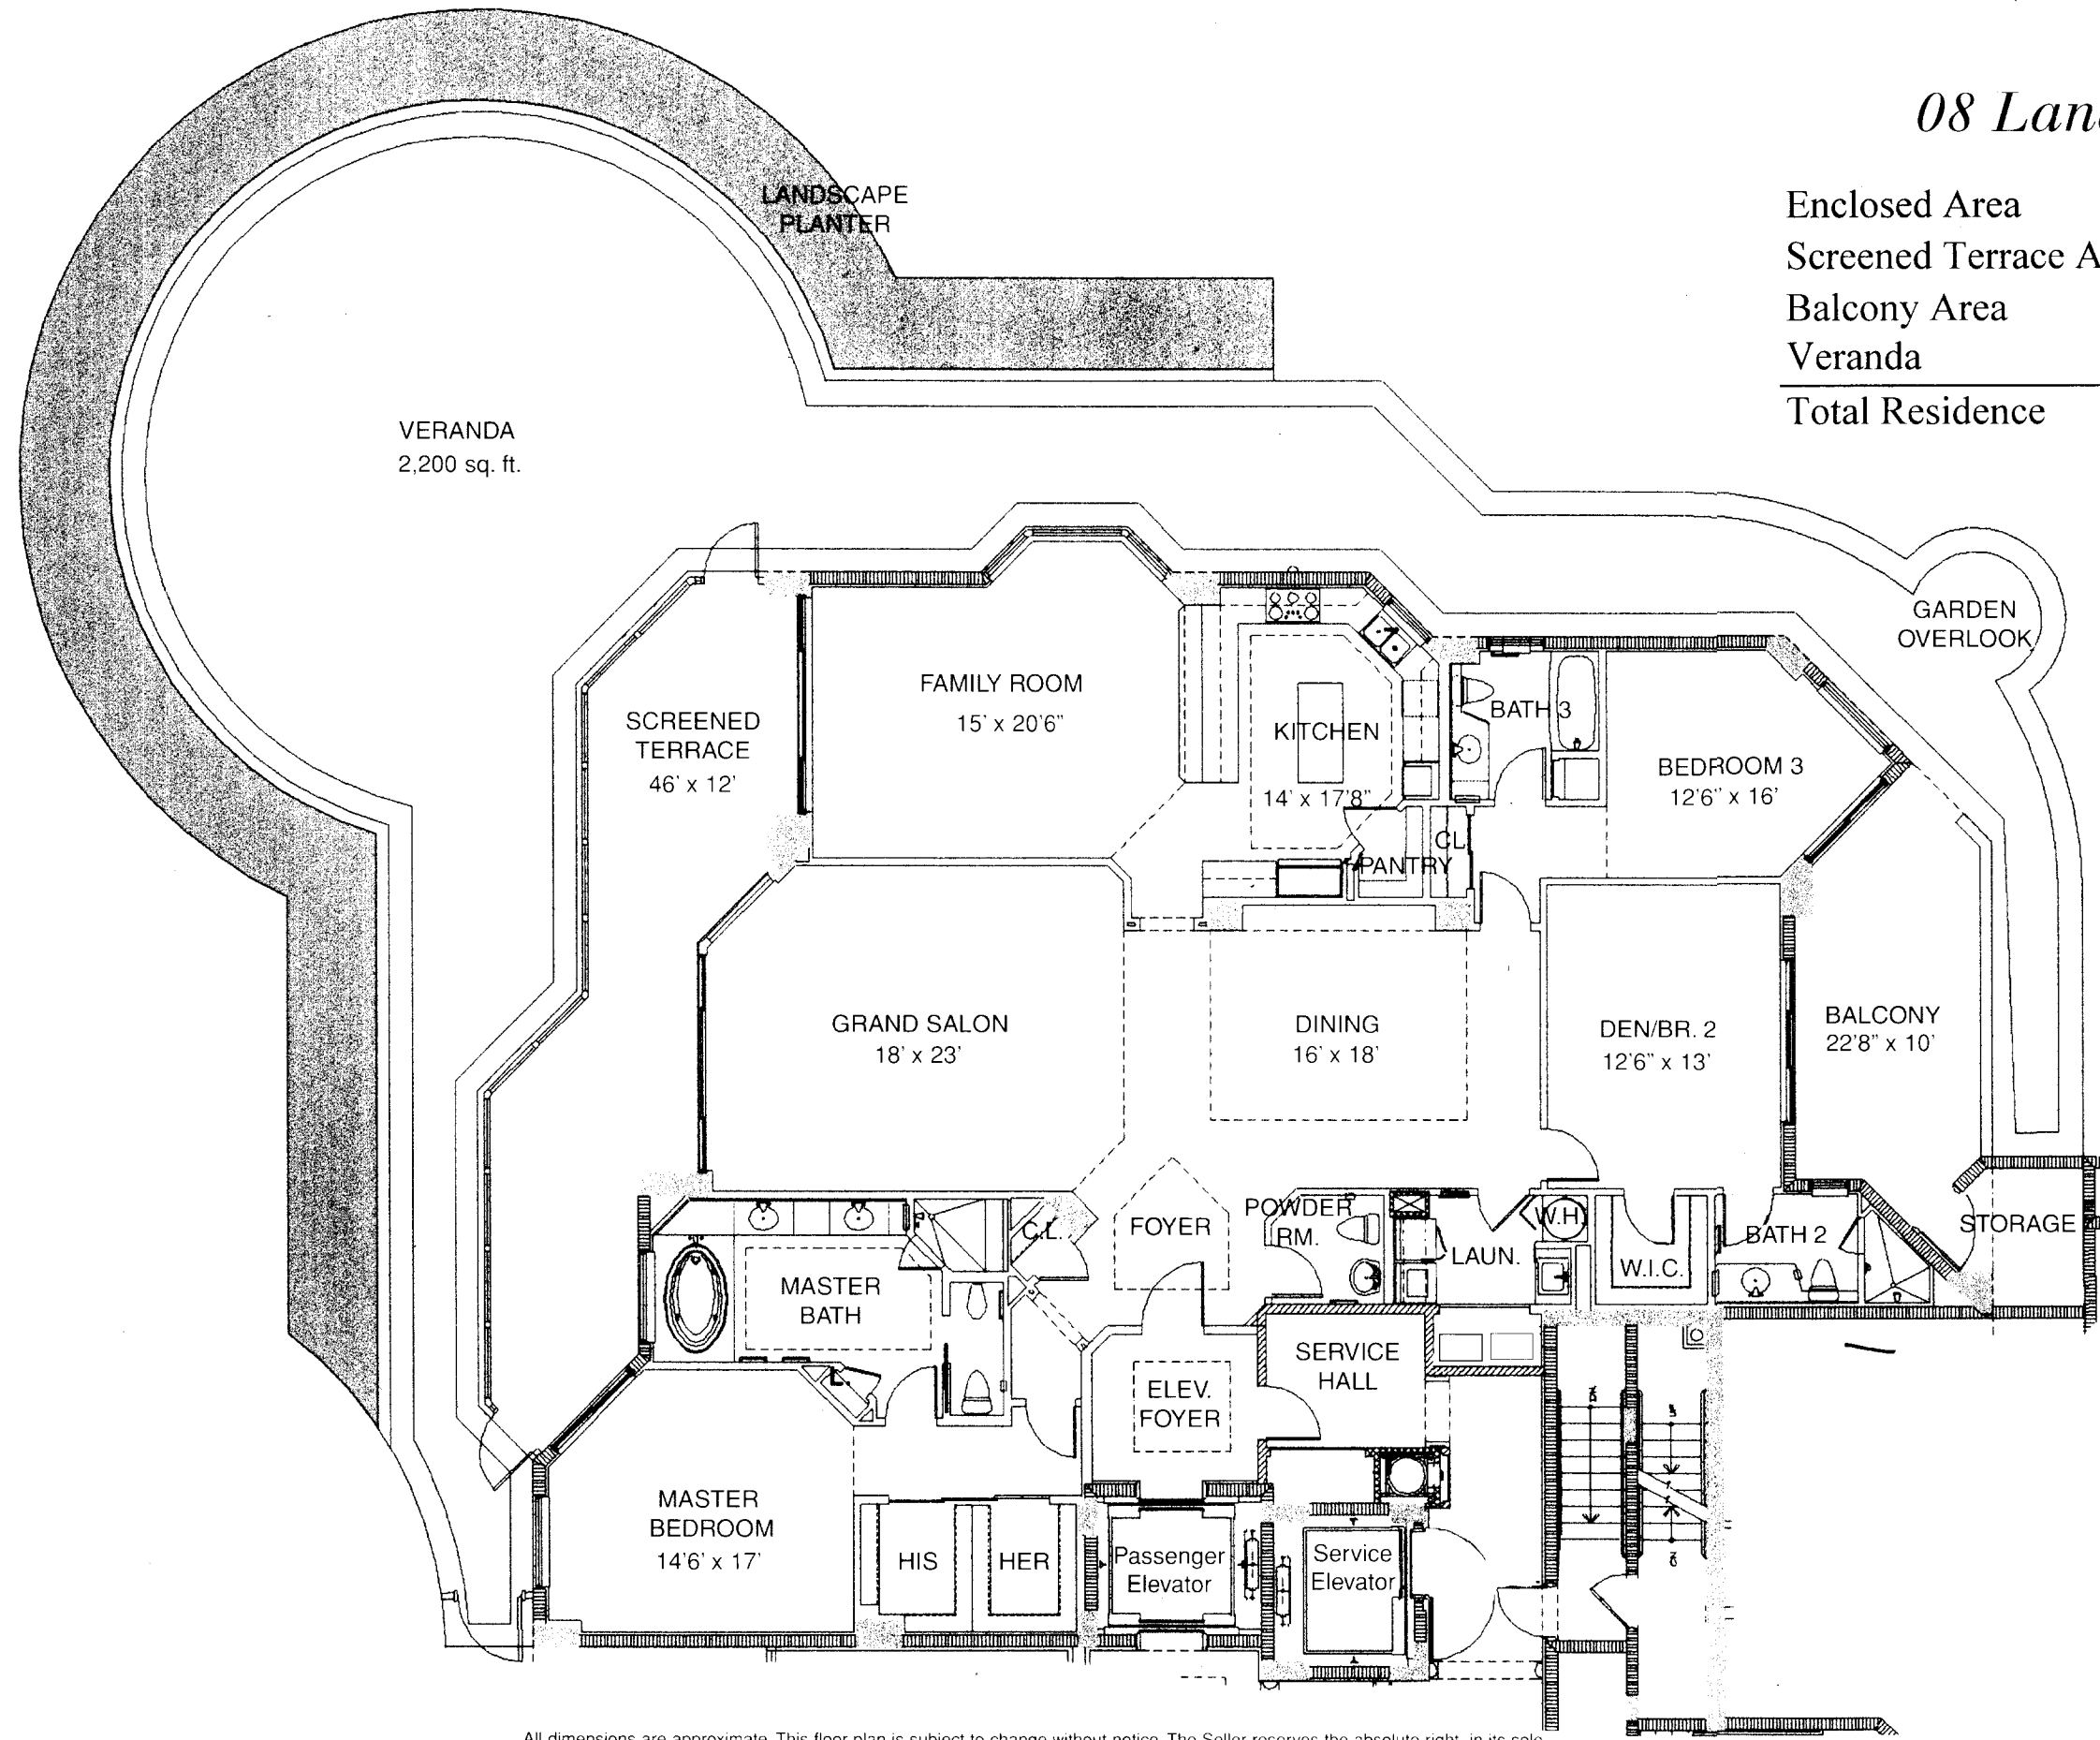 08 Lan
Enclosed Area
Screened Terrace A
Balcony Area
Veranda
Total Residence
LANDSCAPE
PLANTER
VERANDA
2,200 sq. ft.
GARDEN
OVERLOOK
FAMILY ROOM
15' x 20'6"
SCREENED
TERRACE
46' x 12'
KITCHEN
14' x 17'8"
BATH 3
BEDROOM 3
12'6" x 16'
CL
PANTRY
GRAND SALON
18' x 23'
DINING
16' x 18'
DEN/BR. 2
12'6" x 13'
BALCONY
22'8" x 10'
C.L.
FOYER
POWDER
RM.
LAUN.
W.H.
W.I.C.
BATH 2
STORAGE
MASTER
BATH
L.
SERVICE
HALL
ELEV.
FOYER
MASTER
BEDROOM
14'6' x 17'
HIS
HER
Passenger
Elevator
Service
Elevator
All dimensions are approximate. This floor plan is subject to change without notice. The Seller reserves the absolute right, in its sole